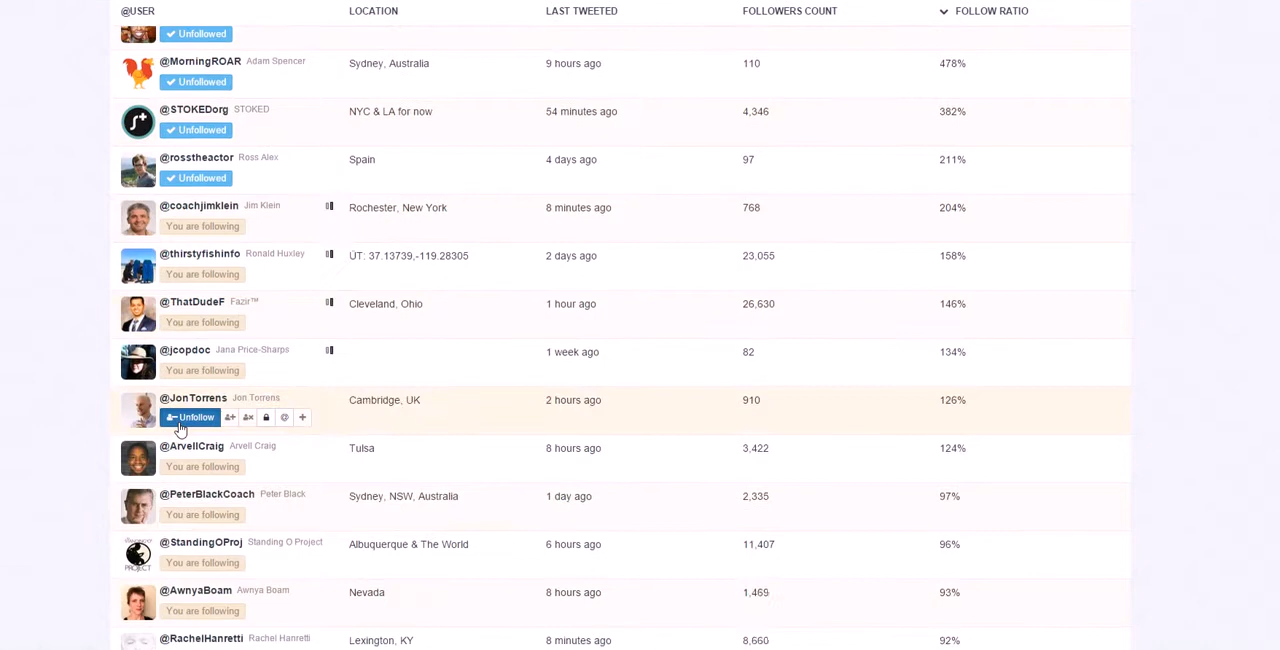 @USER LOCATION LAST TWEETED FOLLOWERS COUNT FOLLOW RATIO
Unfollowed
@MorningROAR Adam Spencer Sydney, Australia 9 hours ago 110 478%
Unfollowed
@STOKEDorg STOKED NYC & LA for now 54 minutes ago 4,346 382%
Unfollowed
@rosstheactor Ross Alex Spain 4 days ago 97 211%
Unfollowed
@coachjimklein Jim Klein Rochester, New York 8 minutes ago 768 204%
You are following
@thirstyfishinfo Ronald Huxley ÜT: 37.13739,-119.28305 2 days ago 23,055 158%
You are following
@ThatDudeF Fazir™ Cleveland, Ohio 1 hour ago 26,630 146%
You are following
@jcopdoc Jana Price-Sharps 1 week ago 82 134%
You are following
@JonTorrens Jon Torrens Cambridge, UK 2 hours ago 910 126%
Unfollow @ +
@ArvellCraig Arvell Craig Tulsa 8 hours ago 3,422 124%
You are following
@PeterBlackCoach Peter Black Sydney, NSW, Australia 1 day ago 2,335 97%
You are following
@StandingOProj Standing O Project Albuquerque & The World 6 hours ago 11,407 96%
You are following
@AwnyaBoam Awnya Boam Nevada 8 hours ago 1,469 93%
You are following
@RachelHanretti Rachel Hanretti Lexington, KY 8 minutes ago 8,660 92%